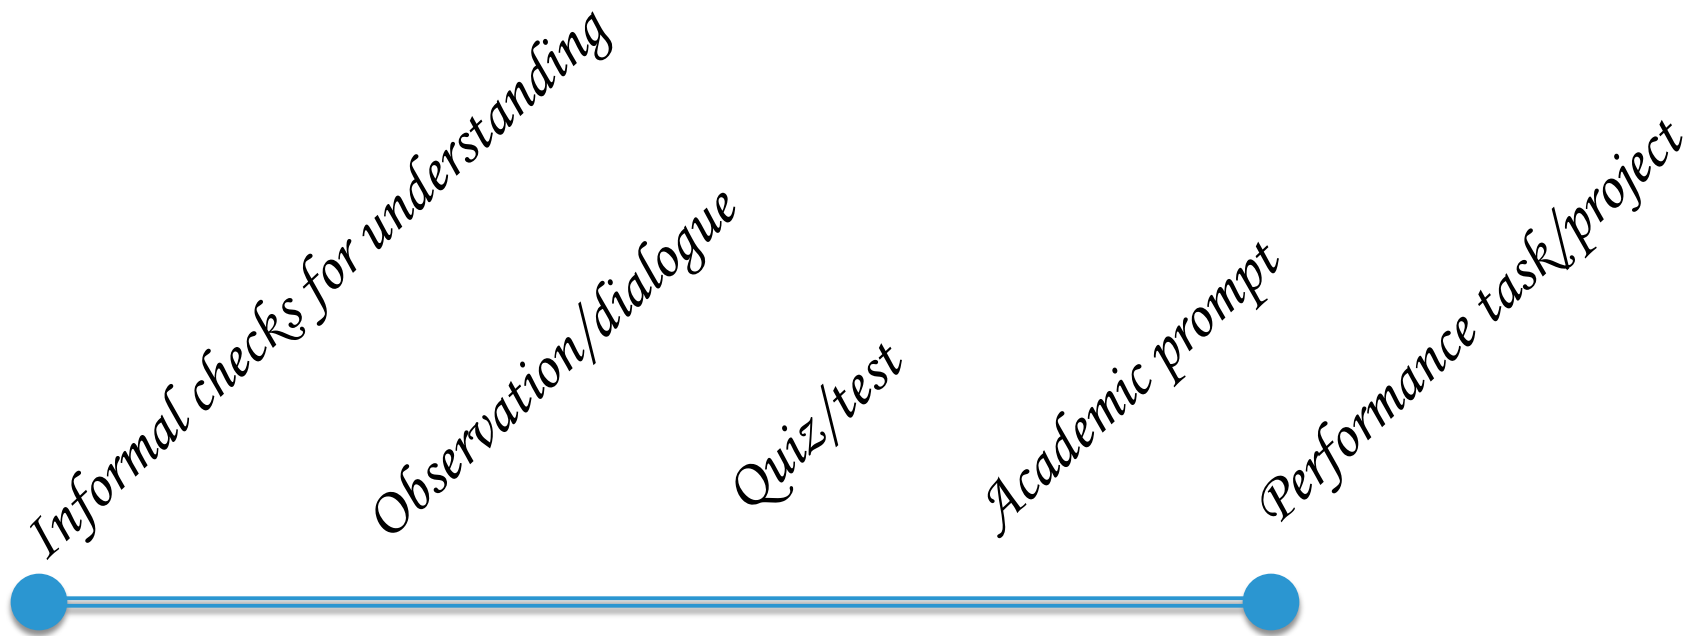 Informal checks for understanding
Observation/dialogue
Quiz/test
Academic prompt
Performance task/project